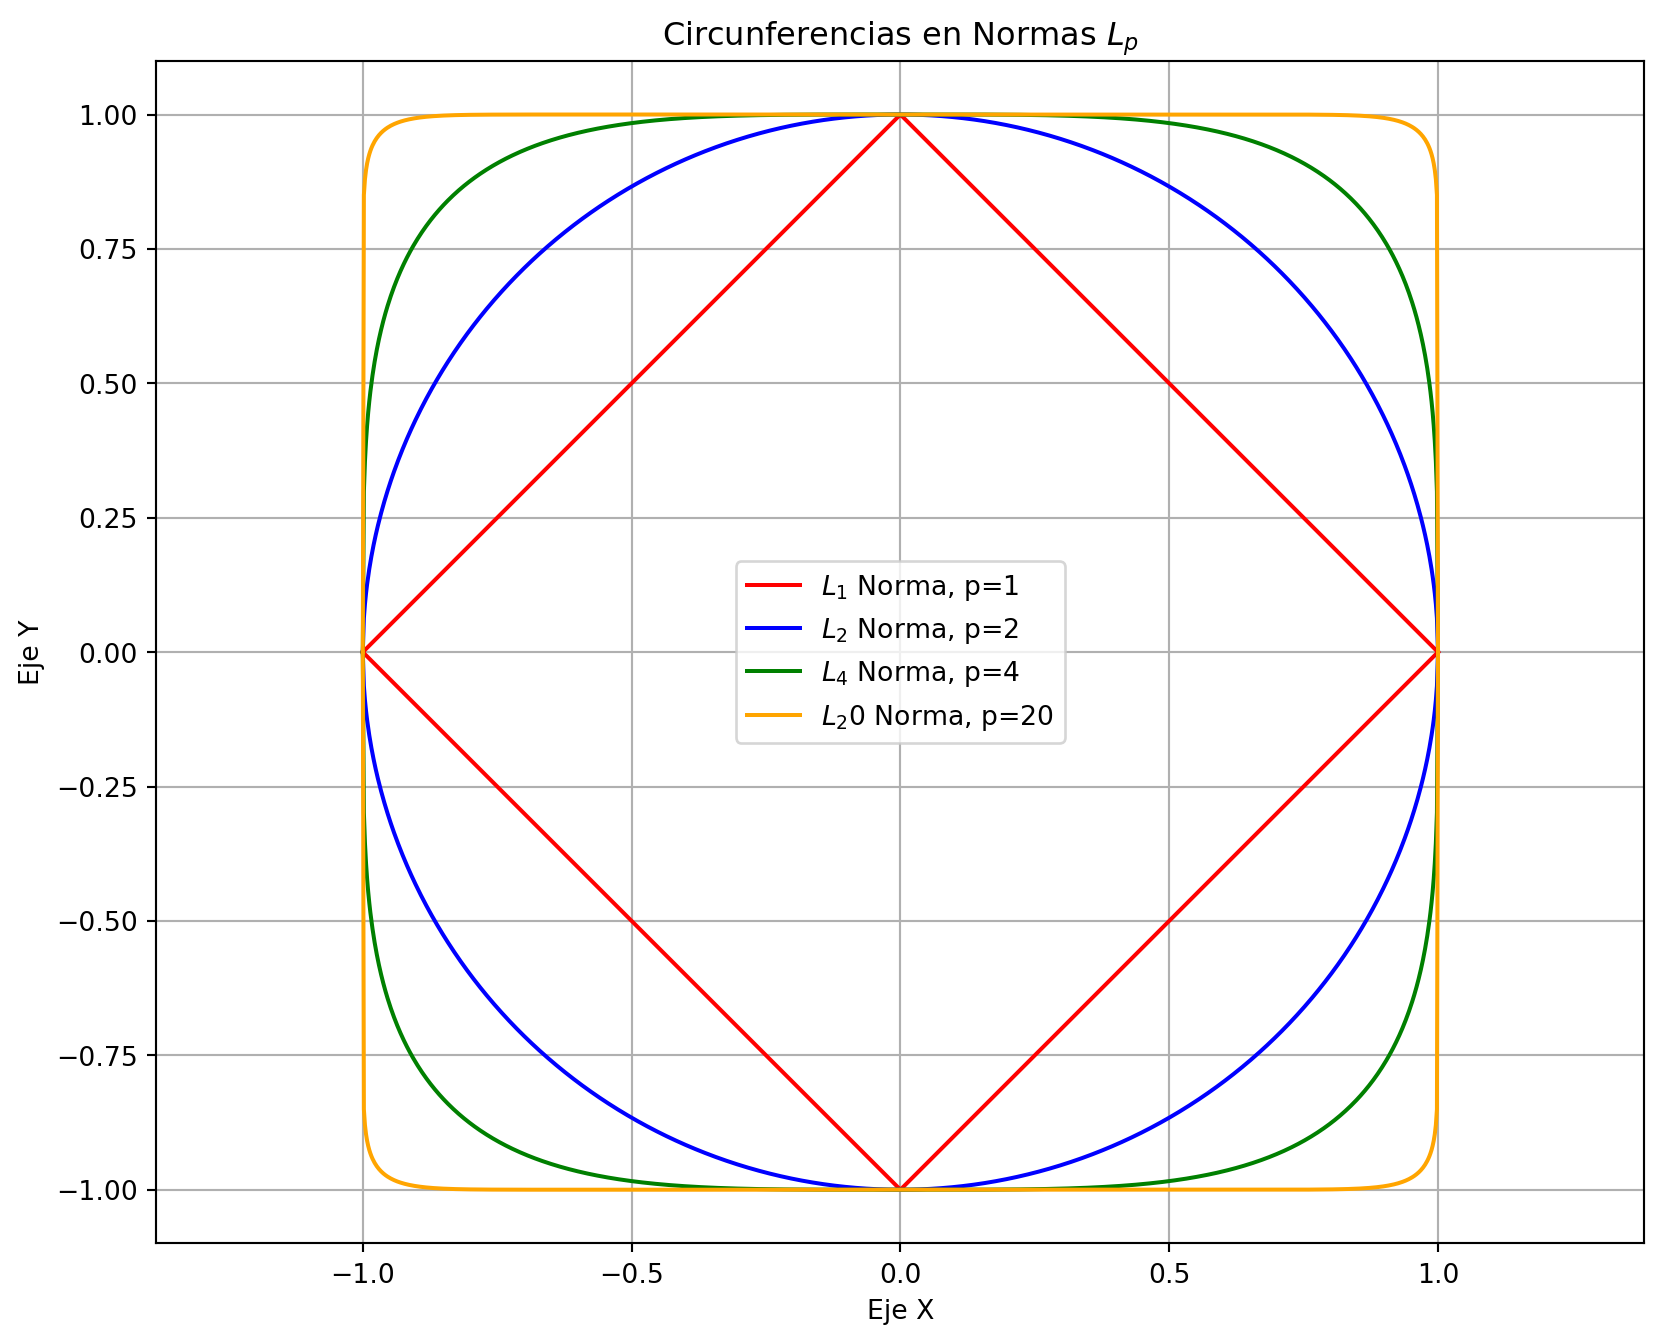 Circunferencias en Normas $L_p$
1.00
0.75
0.50
0.25
0.00
−0.25
−0.50
−0.75
−1.00
Eje Y
$L_1$ Norma, p=1
$L_2$ Norma, p=2
$L_4$ Norma, p=4
$L_2$0 Norma, p=20
−1.0 −0.5 0.0 0.5 1.0
Eje X